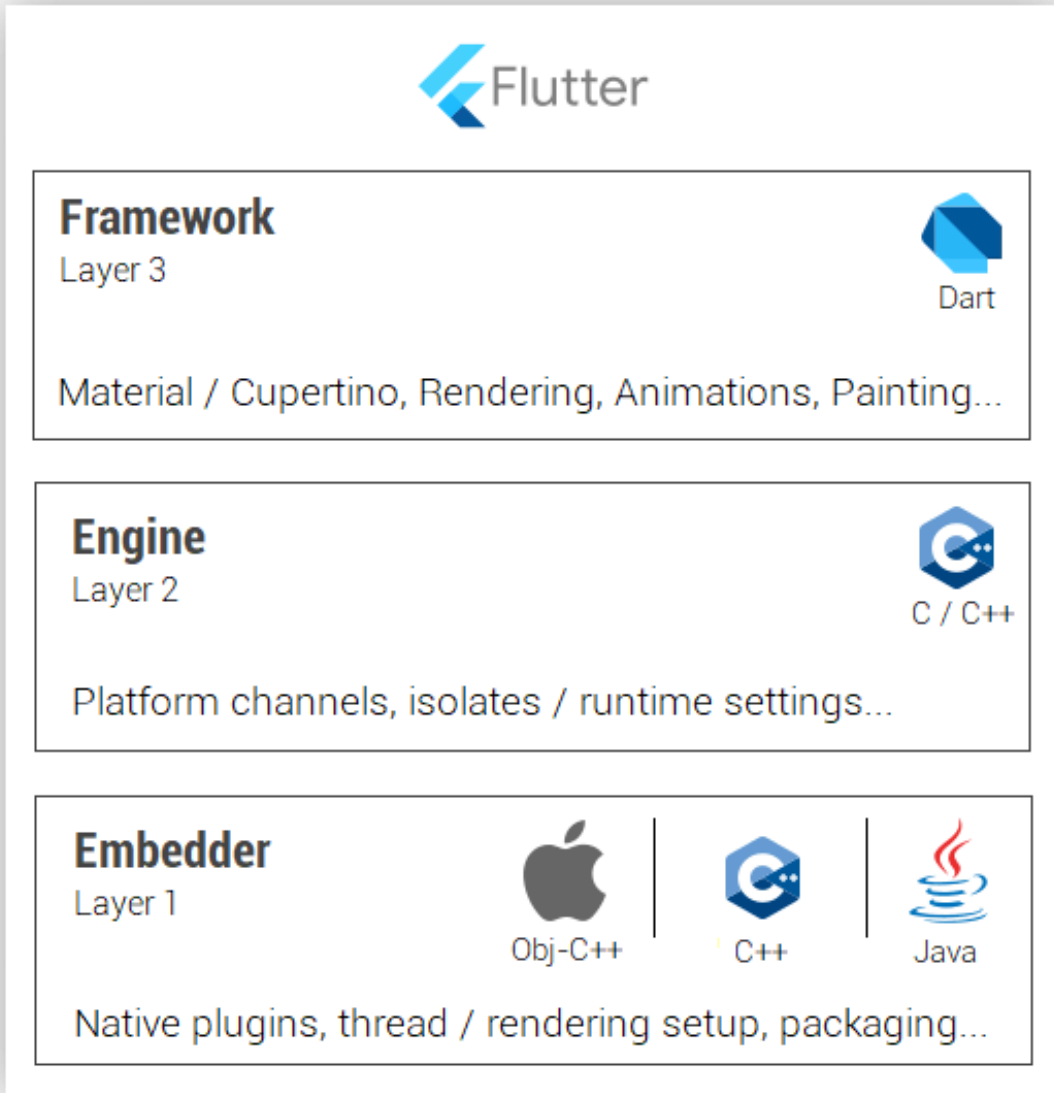 Flutter
Framework
Layer 3
Dart
Material / Cupertino, Rendering, Animations, Painting...
Engine
Layer 2
C++
C / C++
Platform channels, isolates / runtime settings...
Embedder
Layer 1
C++
Obj-C++
C++
Java
Native plugins, thread / rendering setup, packaging...